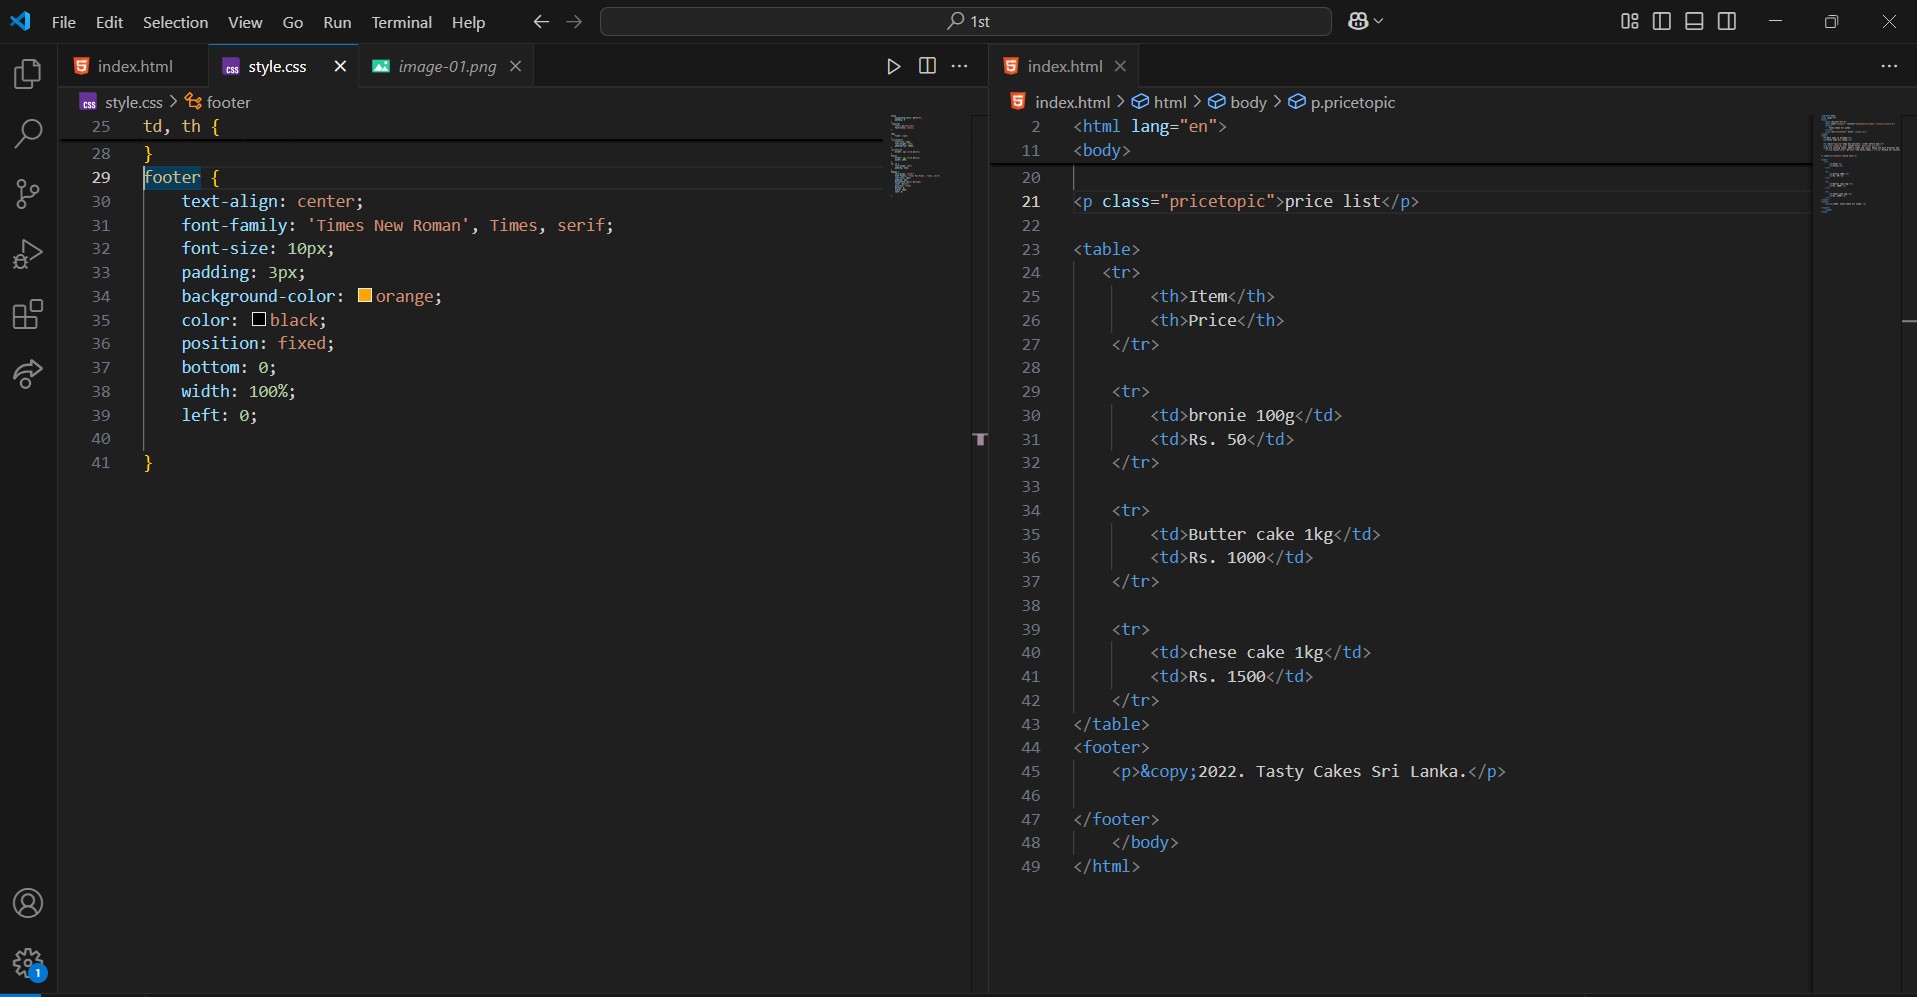 File Edit Selection View Go Run Terminal Help 1st
index.html style.css image-01.png
style.css > footer
25 td, th {
28 }
29 footer {
30 text-align: center;
31 font-family: 'Times New Roman', Times, serif;
32 font-size: 10px;
33 padding: 3px;
34 background-color: orange;
35 color: black;
36 position: fixed;
37 bottom: 0;
38 width: 100%;
39 left: 0;
40
41 }
index.html
index.html > html > body > p.pricetopic
2 <html lang="en">
11 <body>
20
21 <p class="pricetopic">price list</p>
22
23 <table>
24 <tr>
25 <th>Item</th>
26 <th>Price</th>
27 </tr>
28
29 <tr>
30 <td>bronie 100g</td>
31 <td>Rs. 50</td>
32 </tr>
33
34 <tr>
35 <td>Butter cake 1kg</td>
36 <td>Rs. 1000</td>
37 </tr>
38
39 <tr>
40 <td>chese cake 1kg</td>
41 <td>Rs. 1500</td>
42 </tr>
43 </table>
44 <footer>
45 <p>&copy;2022. Tasty Cakes Sri Lanka.</p>
46
47 </footer>
48 </body>
49 </html>
1